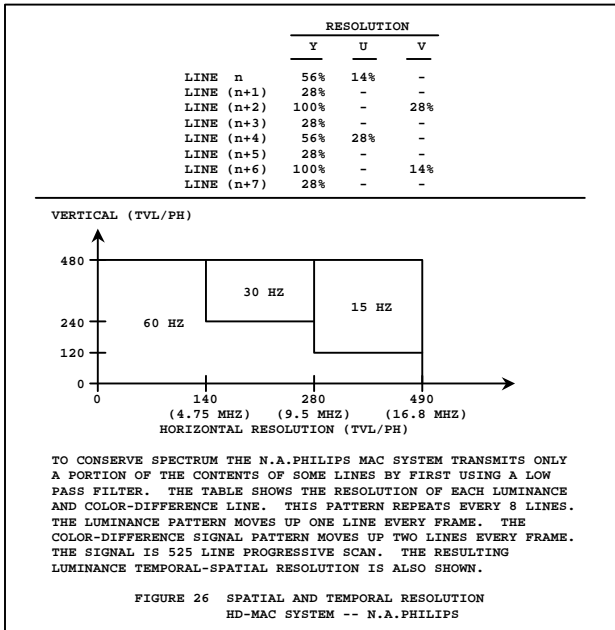 RESOLUTION
Y U V
LINE n 56% 14% -
LINE (n+1) 28% - -
LINE (n+2) 100% - 28%
LINE (n+3) 28% - -
LINE (n+4) 56% 28% -
LINE (n+5) 28% - -
LINE (n+6) 100% - 14%
LINE (n+7) 28% - -
VERTICAL (TVL/PH)
480
30 HZ
15 HZ
240
60 HZ
120
0
0 140 280 490
(4.75 MHZ) (9.5 MHZ) (16.8 MHZ)
HORIZONTAL RESOLUTION (TVL/PH)
TO CONSERVE SPECTRUM THE N.A.PHILIPS MAC SYSTEM TRANSMITS ONLY
A PORTION OF THE CONTENTS OF SOME LINES BY FIRST USING A LOW
PASS FILTER. THE TABLE SHOWS THE RESOLUTION OF EACH LUMINANCE
AND COLOR-DIFFERENCE LINE. THIS PATTERN REPEATS EVERY 8 LINES.
THE LUMINANCE PATTERN MOVES UP ONE LINE EVERY FRAME. THE
COLOR-DIFFERENCE SIGNAL PATTERN MOVES UP TWO LINES EVERY FRAME.
THE SIGNAL IS 525 LINE PROGRESSIVE SCAN. THE RESULTING
LUMINANCE TEMPORAL-SPATIAL RESOLUTION IS ALSO SHOWN.
FIGURE 26 SPATIAL AND TEMPORAL RESOLUTION
HD-MAC SYSTEM -- N.A.PHILIPS